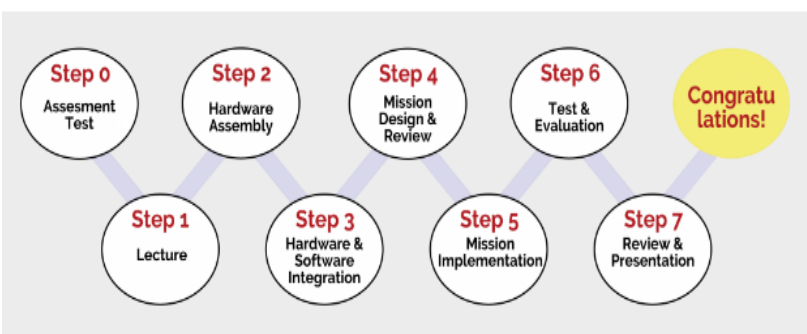 Step 0
Assesment
Test
Step 1
Lecture
Step 2
Hardware
Assembly
Step 3
Hardware &
Software
Integration
Step 4
Mission
Design &
Review
Step 5
Mission
Implementation
Step 6
Test &
Evaluation
Step 7
Review &
Presentation
Congratu
lations!